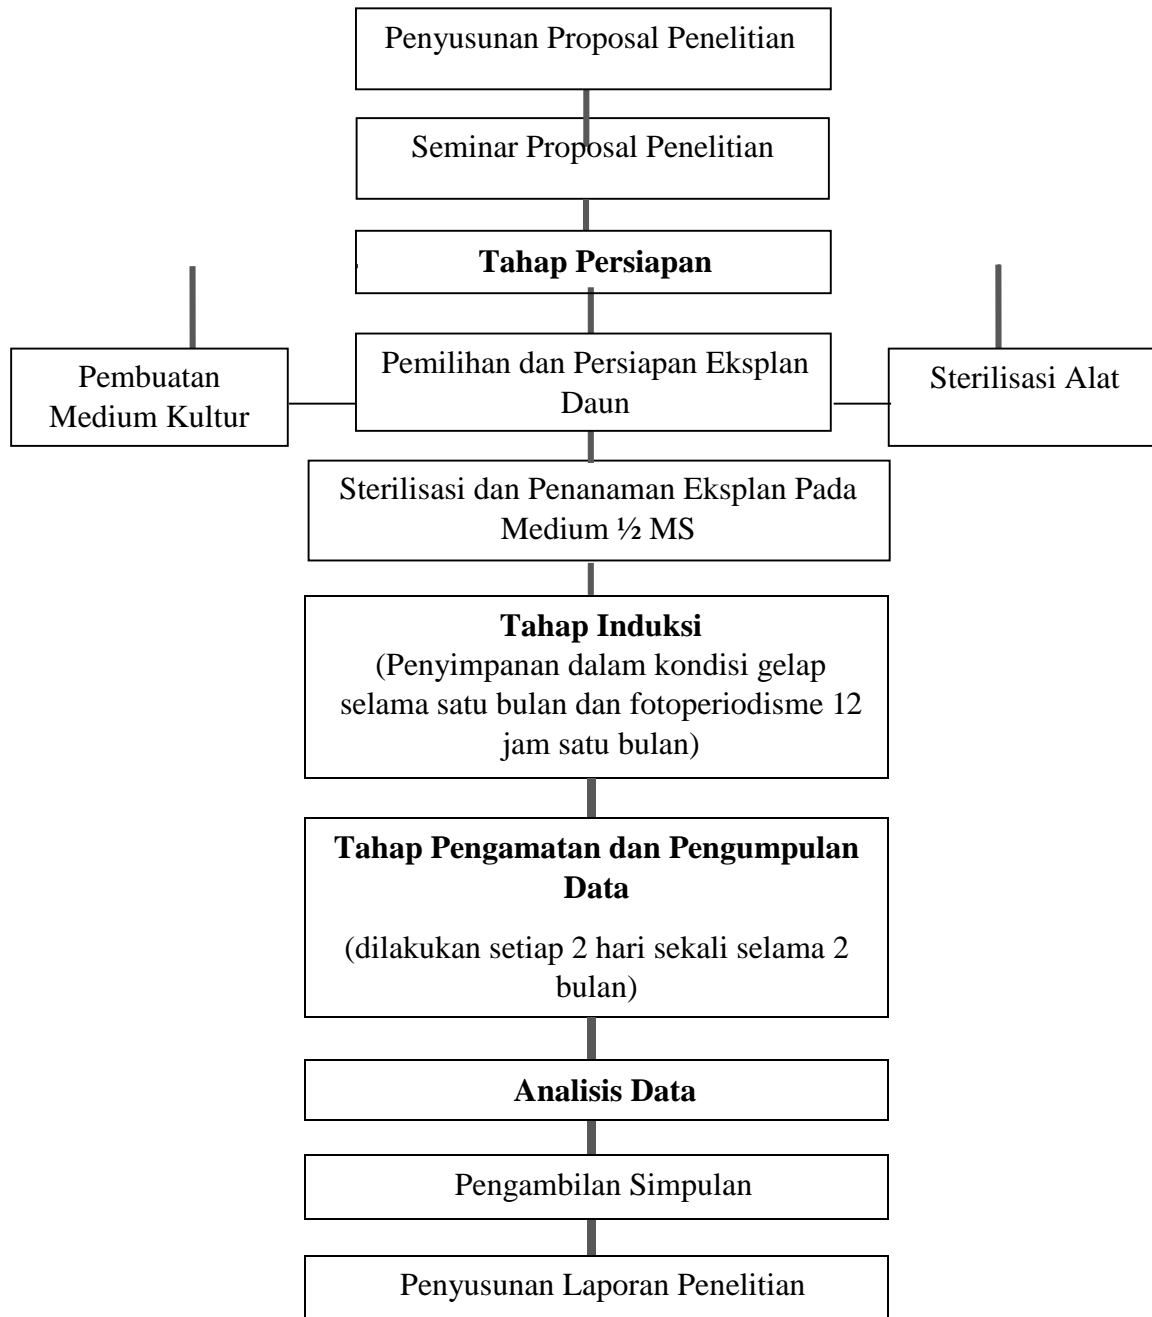 Penyusunan Proposal Penelitian
Seminar Proposal Penelitian
Tahap Persiapan
Pembuatan
Medium Kultur
Pemilihan dan Persiapan Eksplan
Daun
Sterilisasi Alat
Sterilisasi dan Penanaman Eksplan Pada
Medium ½ MS
Tahap Induksi
(Penyimpanan dalam kondisi gelap
selama satu bulan dan fotoperiodisme 12
jam satu bulan)
Tahap Pengamatan dan Pengumpulan
Data
(dilakukan setiap 2 hari sekali selama 2
bulan)
Analisis Data
Pengambilan Simpulan
Penyusunan Laporan Penelitian